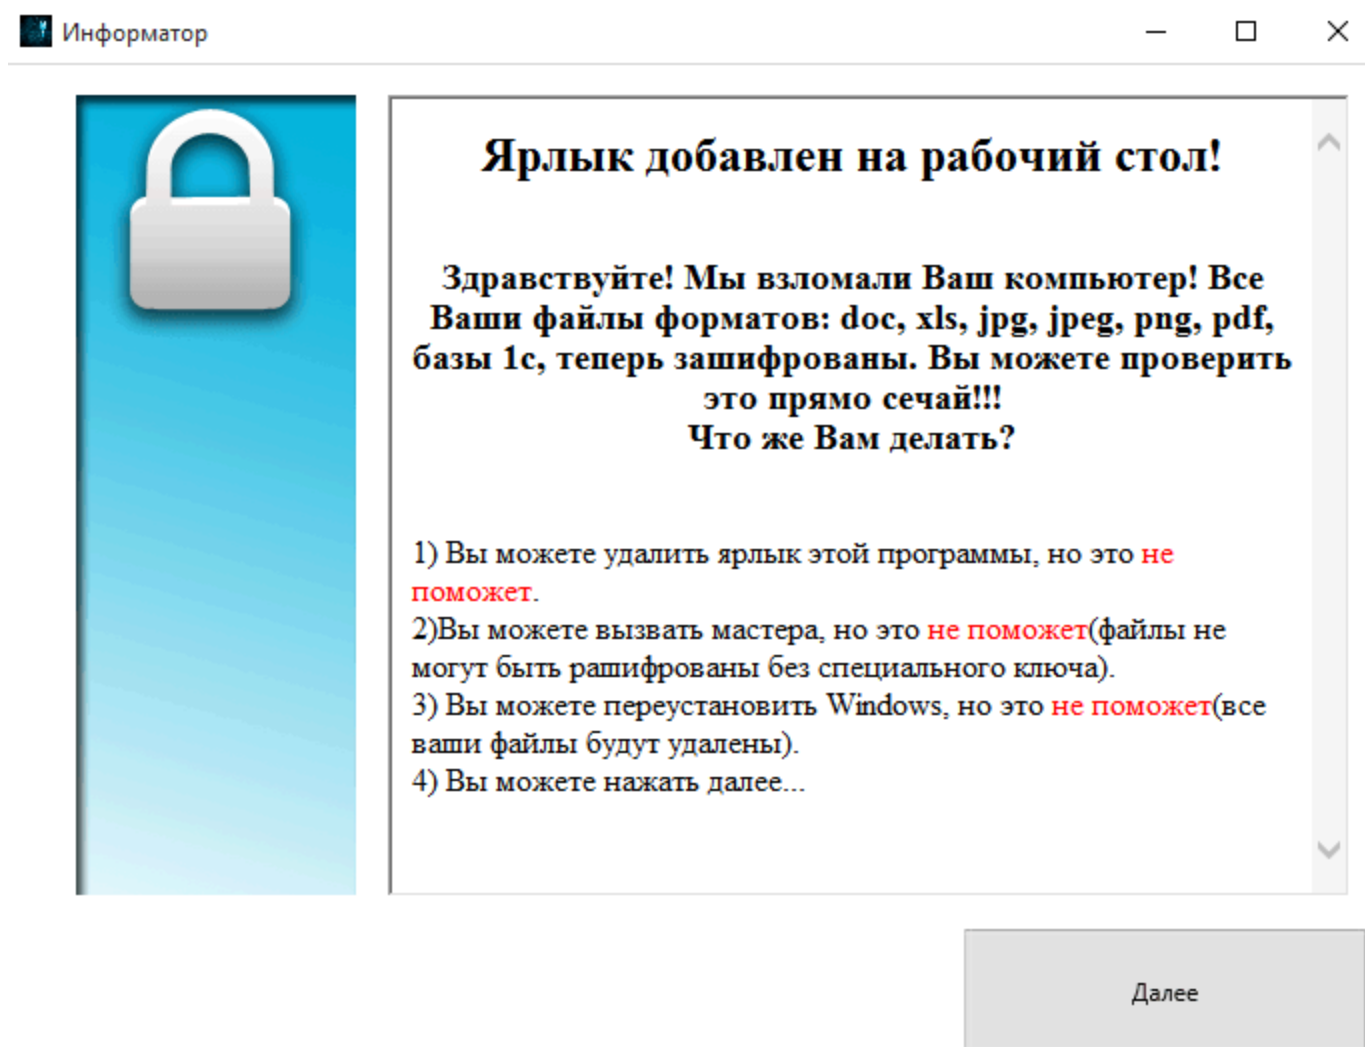 Информатор
Ярлык добавлен на рабочий стол!
Здравствуйте! Мы взломали Ваш компьютер! Все
Ваши файлы форматов: doc, xls, jpg, jpeg, png, pdf,
базы 1с, теперь зашифрованы. Вы можете проверить
это прямо сечай!!!
Что же Вам делать?
1) Вы можете удалить ярлык этой программы, но это не
поможет.
2)Вы можете вызвать мастера, но это не поможет(файлы не
могут быть рашифрованы без специального ключа).
3) Вы можете переустановить Windows, но это не поможет(все
ваши файлы будут удалены).
4) Вы можете нажать далее...
Далее